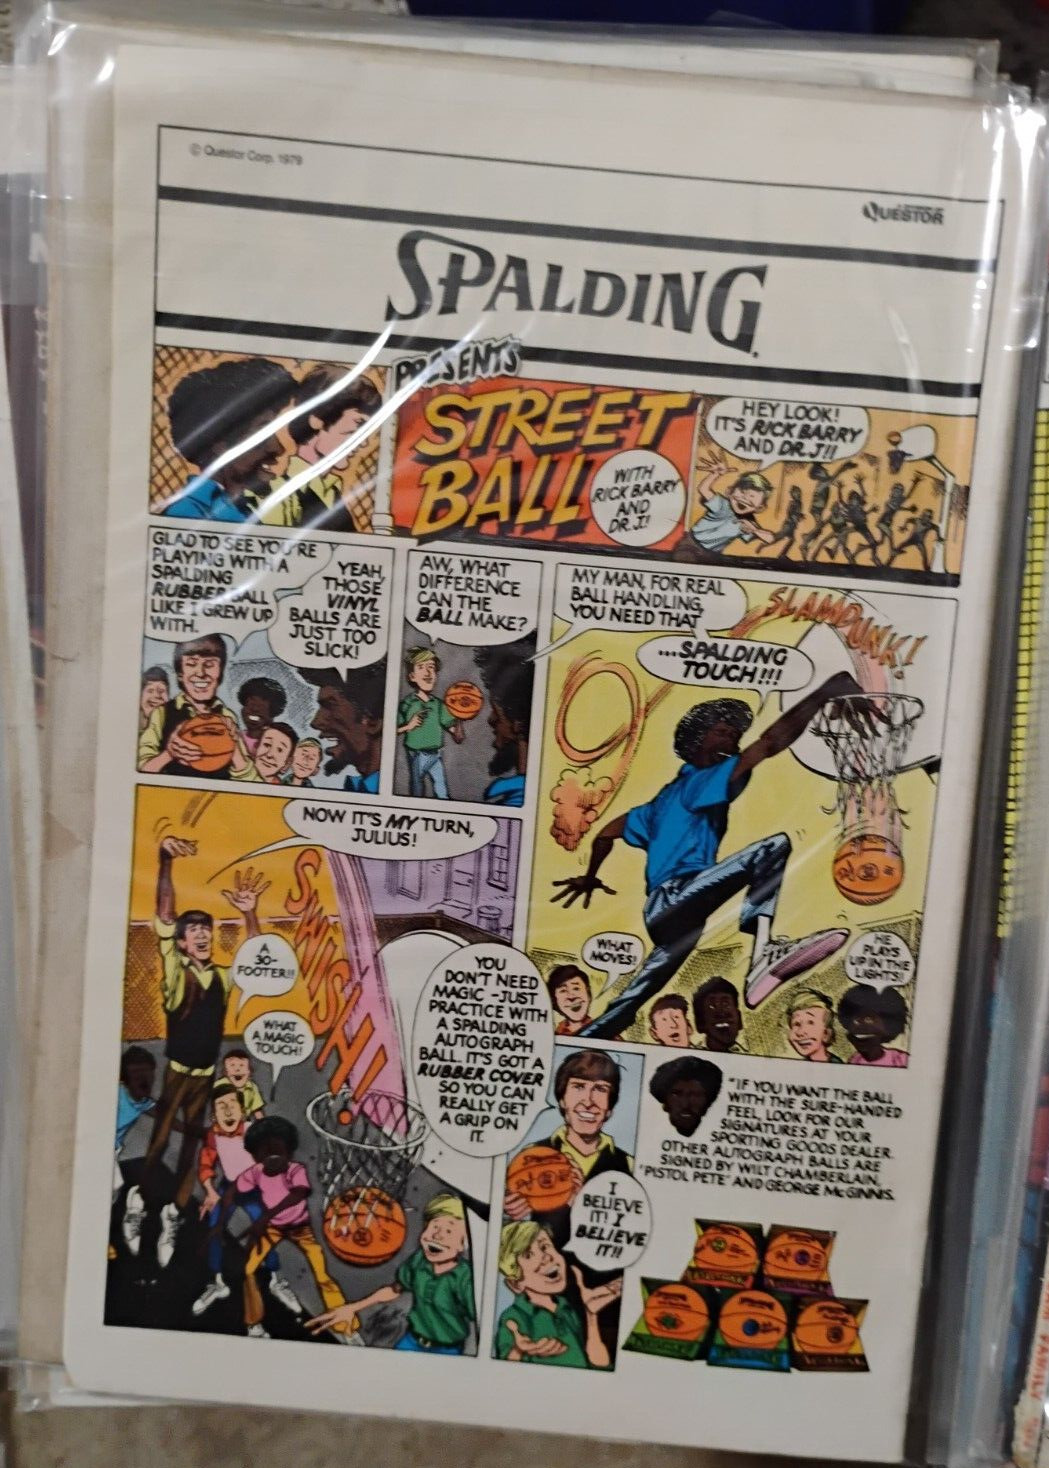 © Questor Corp. 1979
QUESTOR
SPALDING
PRESENTS
STREET
BALL
WITH
RICK BARRY
AND
DR. J!
HEY LOOK!
IT'S RICK BARRY
AND DR. J!!
GLAD TO SEE YOU'RE
PLAYING WITH A
SPALDING
RUBBER BALL
LIKE I GREW UP
WITH.
YEAH,
THOSE
VINYL
BALLS ARE
JUST TOO
SLICK!
AW, WHAT
DIFFERENCE
CAN THE
BALL MAKE?
MY MAN, FOR REAL
BALL HANDLING,
YOU NEED THAT
...SPALDING
TOUCH!!!
SLAMDUNK!
WHAT
MOVES!
HE
PLAYS
UP IN THE
LIGHTS!!
NOW IT'S MY TURN,
JULIUS!
SWISH!
A
30-
FOOTER!!
WHAT
A MAGIC
TOUCH!
YOU
DON'T NEED
MAGIC - JUST
PRACTICE WITH
A SPALDING
AUTOGRAPH
BALL. IT'S GOT A
RUBBER COVER
SO YOU CAN
REALLY GET
A GRIP ON
IT.
I
BELIEVE
IT! I
BELIEVE
IT!!
"IF YOU WANT THE BALL
WITH THE SURE-HANDED
FEEL, LOOK FOR OUR
SIGNATURES AT YOUR
SPORTING GOODS DEALER.
OTHER AUTOGRAPH BALLS ARE
SIGNED BY WILT CHAMBERLAIN,
"PISTOL PETE" AND GEORGE McGINNIS.